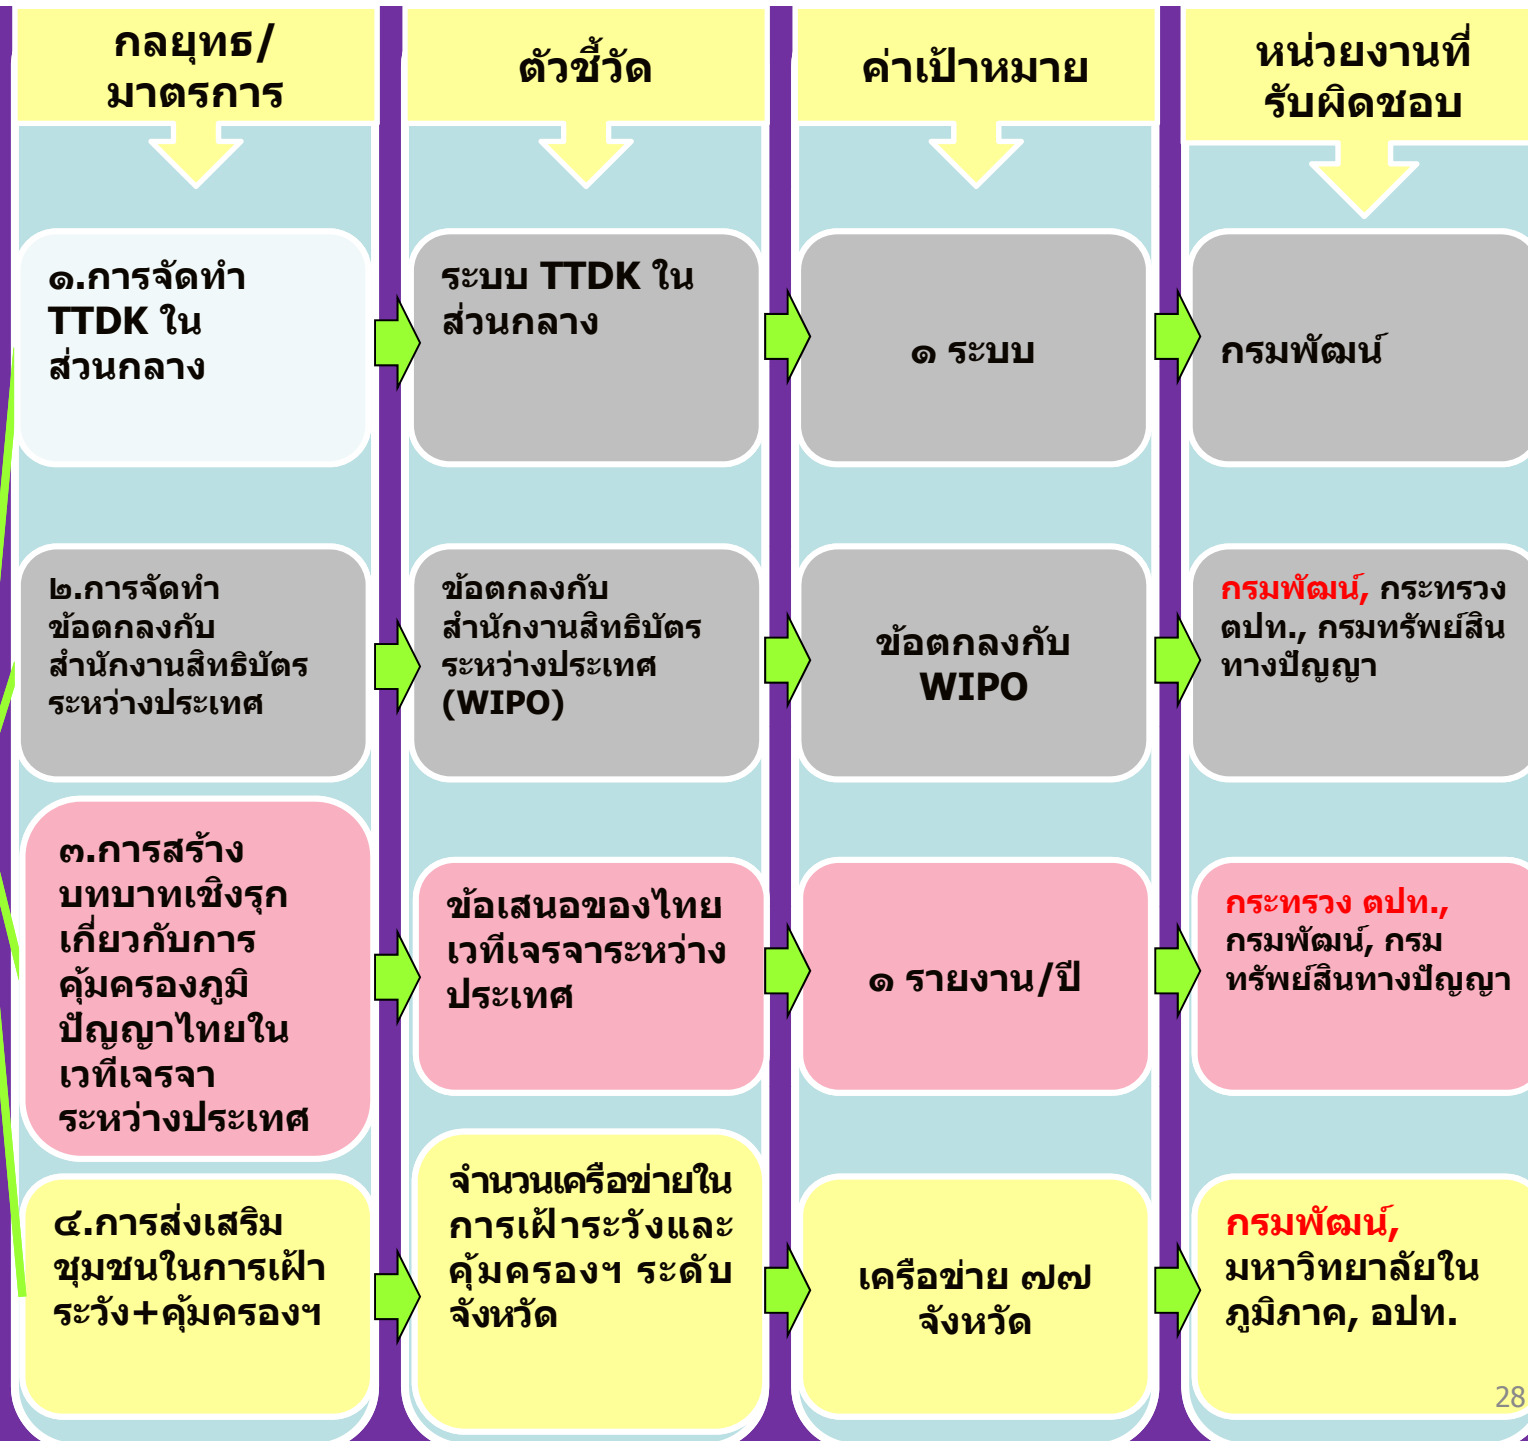 กลยุทธ/
มาตรการ
ตัวชี้วัด
ค่าเป้าหมาย
หน่วยงานที่
รับผิดชอบ
๑.การจัดทำ
TTDK ใน
ส่วนกลาง
ระบบ TTDK ใน
ส่วนกลาง
๑ ระบบ
กรมพัฒน์
๒.การจัดทำ
ข้อตกลงกับ
สำนักงานสิทธิบัตร
ระหว่างประเทศ
ข้อตกลงกับ
สำนักงานสิทธิบัตร
ระหว่างประเทศ
(WIPO)
ข้อตกลงกับ
WIPO
กรมพัฒน์, กระทรวง
ตปท., กรมทรัพย์สิน
ทางปัญญา
๓.การสร้าง
บทบาทเชิงรุก
เกี่ยวกับการ
คุ้มครองภูมิ
ปัญญาไทยใน
เวทีเจรจา
ระหว่างประเทศ
ข้อเสนอของไทย
เวทีเจรจาระหว่าง
ประเทศ
๑ รายงาน/ปี
กระทรวง ตปท.,
กรมพัฒน์, กรม
ทรัพย์สินทางปัญญา
๔.การส่งเสริม
ชุมชนในการเฝ้า
ระวัง+คุ้มครองฯ
จำนวนเครือข่ายใน
การเฝ้าระวังและ
คุ้มครองฯ ระดับ
จังหวัด
เครือข่าย ๗๗
จังหวัด
กรมพัฒน์,
มหาวิทยาลัยใน
ภูมิภาค, อปท.
28